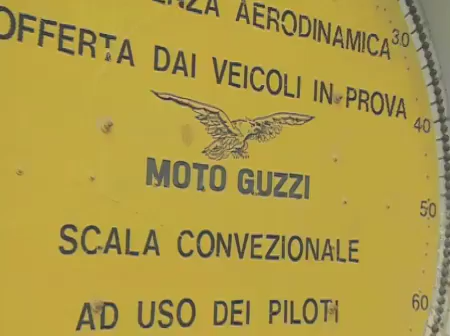 ENZA AERODINAMICA
OFFERTA DAI VEICOLI IN PROVA
MOTO GUZZI
SCALA CONVEZIONALE
AD USO DEI PILOTI
30
40
50
60